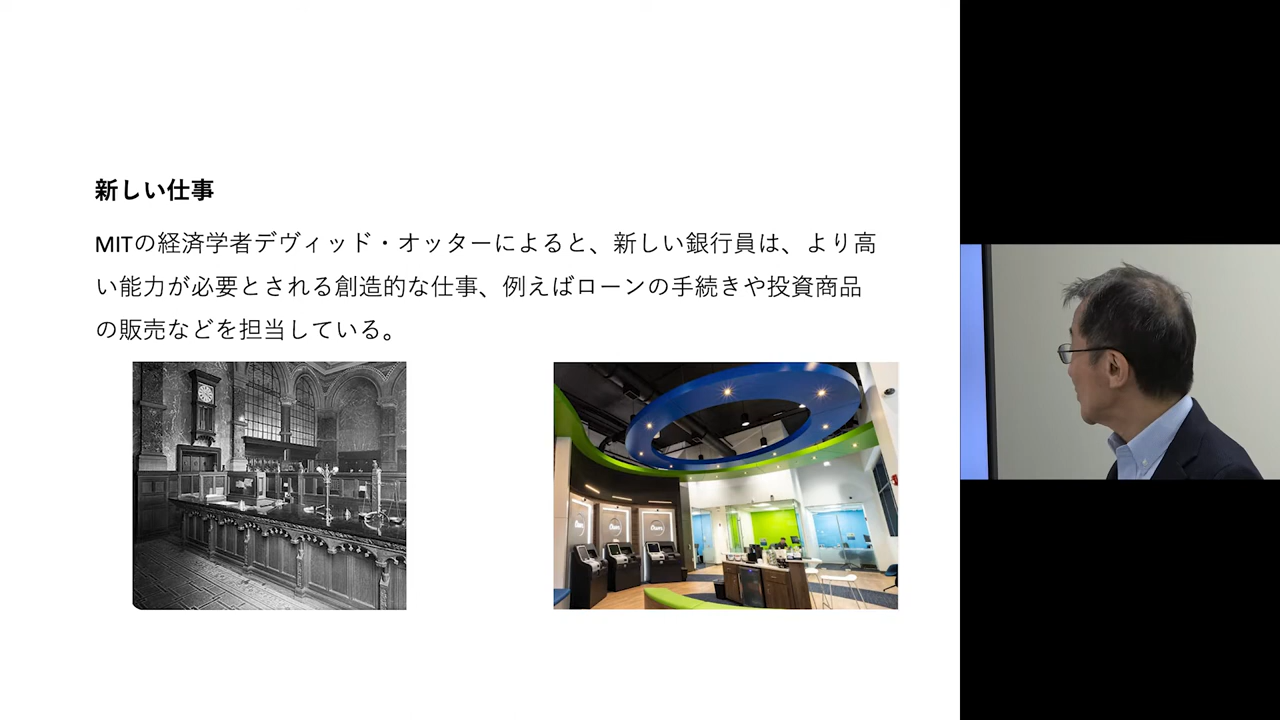 新しい仕事
MITの経済学者デヴィッド・オッターによると、新しい銀行員は、より高
い能力が必要とされる創造的な仕事、例えばローンの手続きや投資商品
の販売などを担当している。